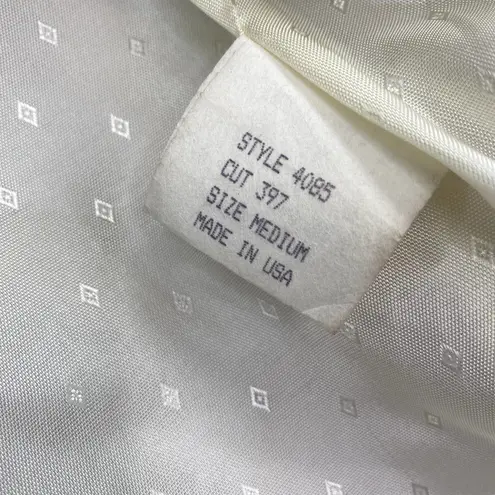 STYLE 4085
CUT 397
SIZE MEDIUM
MADE IN USA